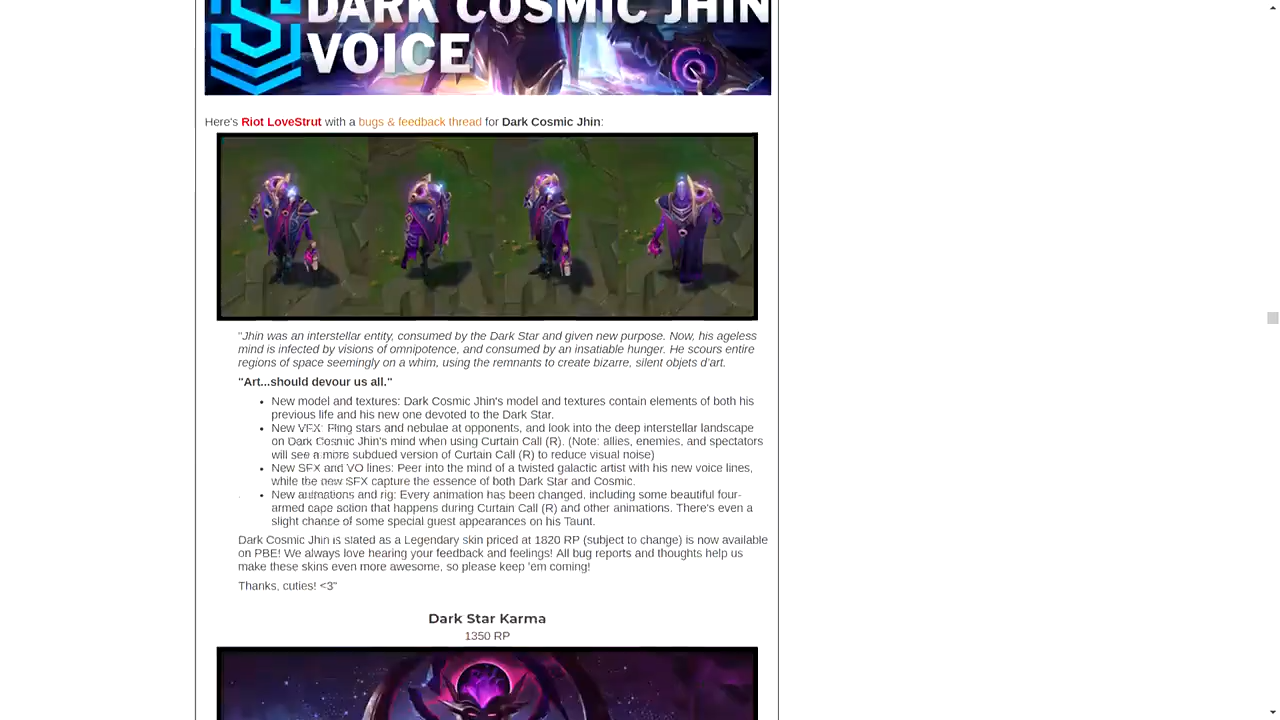 DARK COSMIC JHIN
VOICE
Here's Riot LoveStrut with a bugs & feedback thread for Dark Cosmic Jhin:
"Jhin was an interstellar entity, consumed by the Dark Star and given new purpose. Now, his ageless
mind is infected by visions of omnipotence, and consumed by an insatiable hunger. He scours entire
regions of space seemingly on a whim, using the remnants to create bizarre, silent objets d'art.
"Art...should devour us all."
• New model and textures: Dark Cosmic Jhin's model and textures contain elements of both his
previous life and his new one devoted to the Dark Star.
• New VFX: Fling stars and nebulae at opponents, and look into the deep interstellar landscape
on Dark Cosmic Jhin's mind when using Curtain Call (R). (Note: allies, enemies, and spectators
will see a more subdued version of Curtain Call (R) to reduce visual noise)
• New SFX and VO lines: Peer into the mind of a twisted galactic artist with his new voice lines,
while the new SFX capture the essence of both Dark Star and Cosmic.
• New animations and rig: Every animation has been changed, including some beautiful four-
armed cape action that happens during Curtain Call (R) and other animations. There's even a
slight chance of some special guest appearances on his Taunt.
Dark Cosmic Jhin is slated as a Legendary skin priced at 1820 RP (subject to change) is now available
on PBE! We always love hearing your feedback and feelings! All bug reports and thoughts help us
make these skins even more awesome, so please keep 'em coming!
Thanks, cuties! <3"
Dark Star Karma
1350 RP